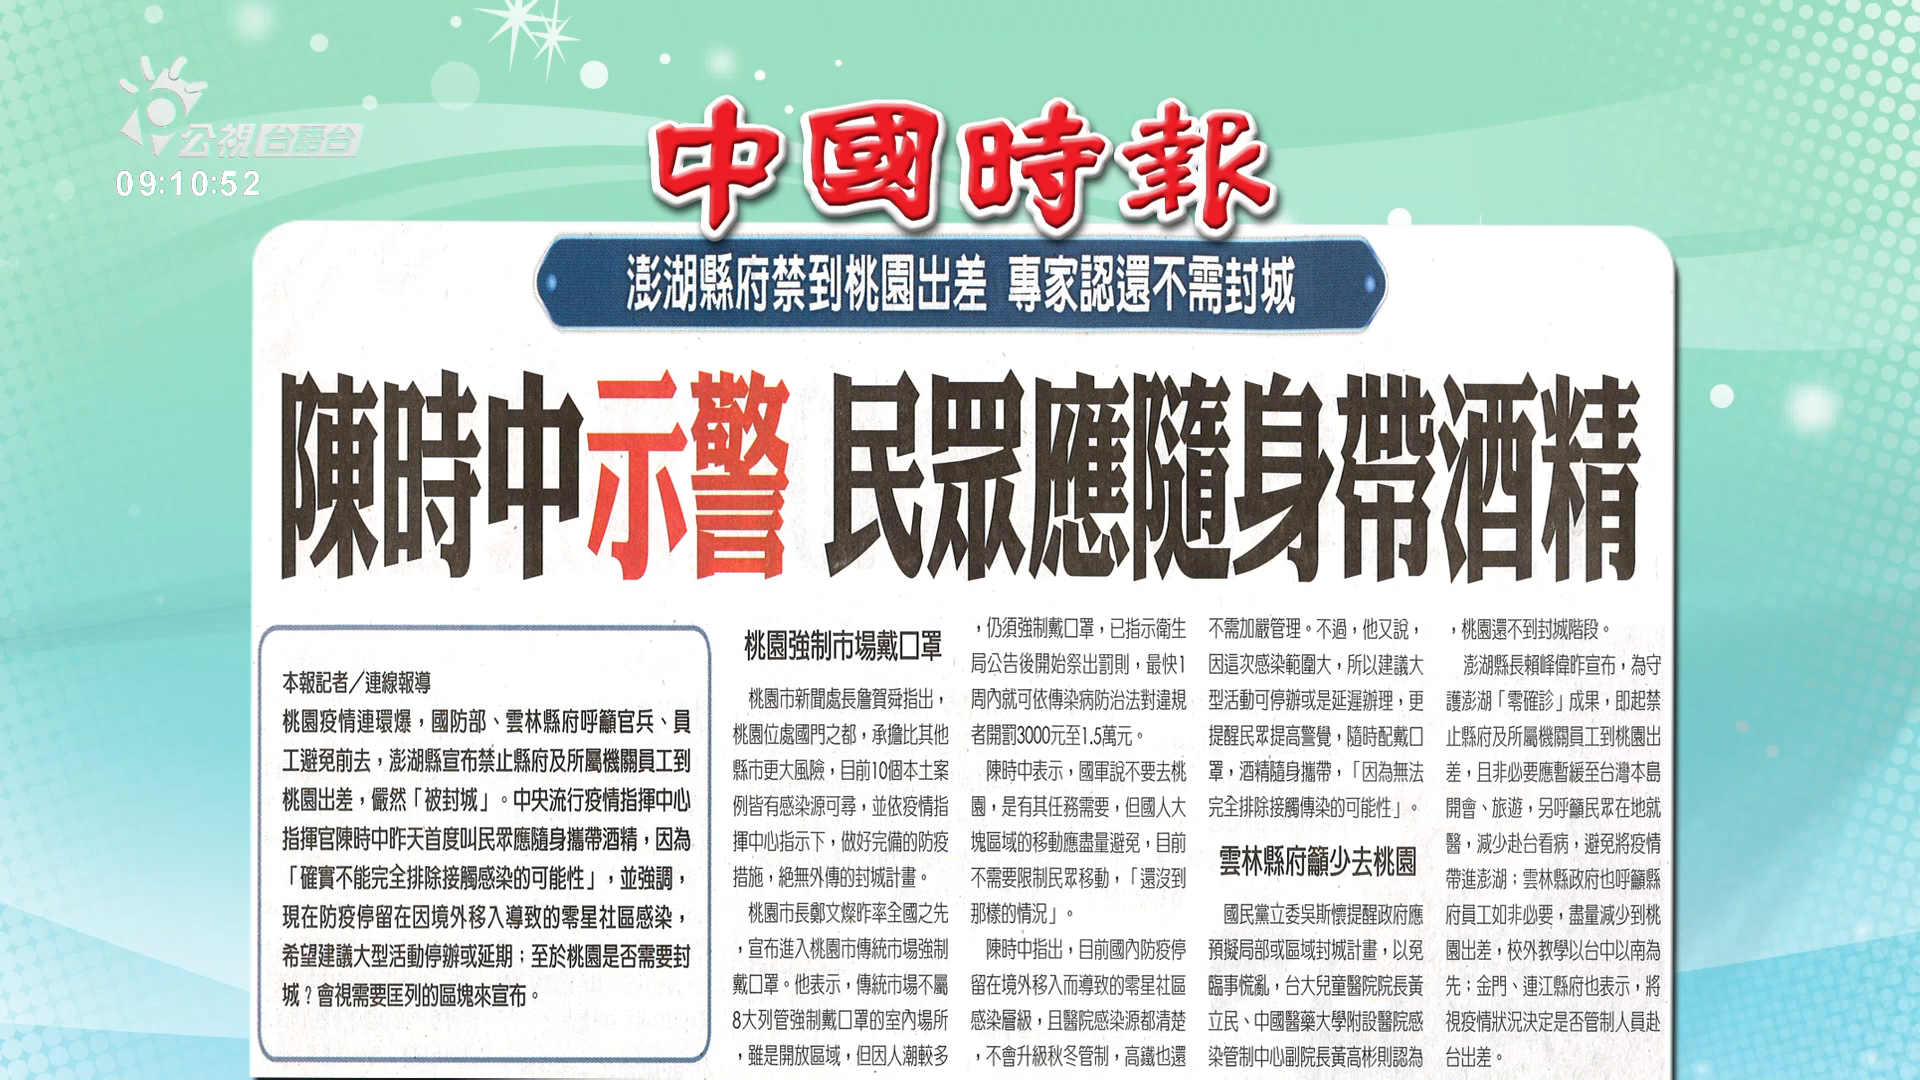 公視台語台
09:10:52
中國時報
澎湖縣府禁到桃園出差 專家認還不需封城
陳時中示警 民眾應隨身帶酒精
本報記者／連線報導
桃園疫情連環爆，國防部、雲林縣府呼籲官兵、員
工避免前去，澎湖縣宣布禁止縣府及所屬機關員工到
桃園出差，儼然「被封城」。中央流行疫情指揮中心
指揮官陳時中昨天首度叫民眾應隨身攜帶酒精，因為
「確實不能完全排除接觸感染的可能性」，並強調，
現在防疫停留在因境外移入導致的零星社區感染，
希望建議大型活動停辦或延期；至於桃園是否需要封
城？會視需要匡列的區塊來宣布。
桃園強制市場戴口罩
桃園市新聞處長詹賀舜指出，
桃園位處國門之都，承擔比其他
縣市更大風險，目前10個本土案
例皆有感染源可尋，並依疫情指
揮中心指示下，做好完備的防疫
措施，絕無外傳的封城計畫。
桃園市長鄭文燦昨率全國之先
，宣布進入桃園市傳統市場強制
戴口罩。他表示，傳統市場不屬
8大列管強制戴口罩的室內場所
，雖是開放區域，但因人潮較多
，仍須強制戴口罩，已指示衛生
局公告後開始祭出罰則，最快1
周內就可依傳染病防治法對違規
者開罰3000元至1.5萬元。
陳時中表示，國軍說不要去桃
園，是有其任務需要，但國人大
塊區域的移動應盡量避免，目前
不需要限制民眾移動，「還沒到
那樣的情況」。
陳時中指出，目前國內防疫停
留在境外移入而導致的零星社區
感染層級，且醫院感染源都清楚
，不會升級秋冬管制，高鐵也還
不需加嚴管理。不過，他又說，
因這次感染範圍大，所以建議大
型活動可停辦或是延遲辦理，更
提醒民眾提高警覺，隨時配戴口
罩，酒精隨身攜帶，「因為無法
完全排除接觸傳染的可能性」。
雲林縣府籲少去桃園
國民黨立委吳斯懷提醒政府應
預擬局部或區域封城計畫，以免
臨事慌亂，台大兒童醫院院長黃
立民、中國醫藥大學附設醫院感
染管制中心副院長黃高彬則認為
，桃園還不到封城階段。
澎湖縣長賴峰偉昨宣布，為守
護澎湖「零確診」成果，即起禁
止縣府及所屬機關員工到桃園出
差，且非必要應暫緩至台灣本島
開會、旅遊，另呼籲民眾在地就
醫，減少赴台看病，避免將疫情
帶進澎湖；雲林縣政府也呼籲縣
府員工如非必要，盡量減少到桃
園出差，校外教學以台中以南為
先；金門、連江縣府也表示，將
視疫情狀況決定是否管制人員赴
台出差。